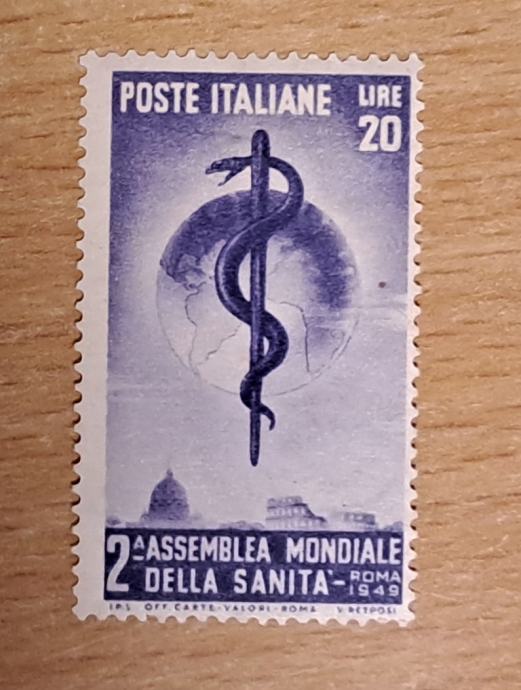 POSTE ITALIANE LIRE
20
2ᴬ ASSEMBLEA MONDIALE
DELLA SANITA - ROMA
1949
I.P.S. OFF. CARTE-VALORI-ROMA V. RETROSI